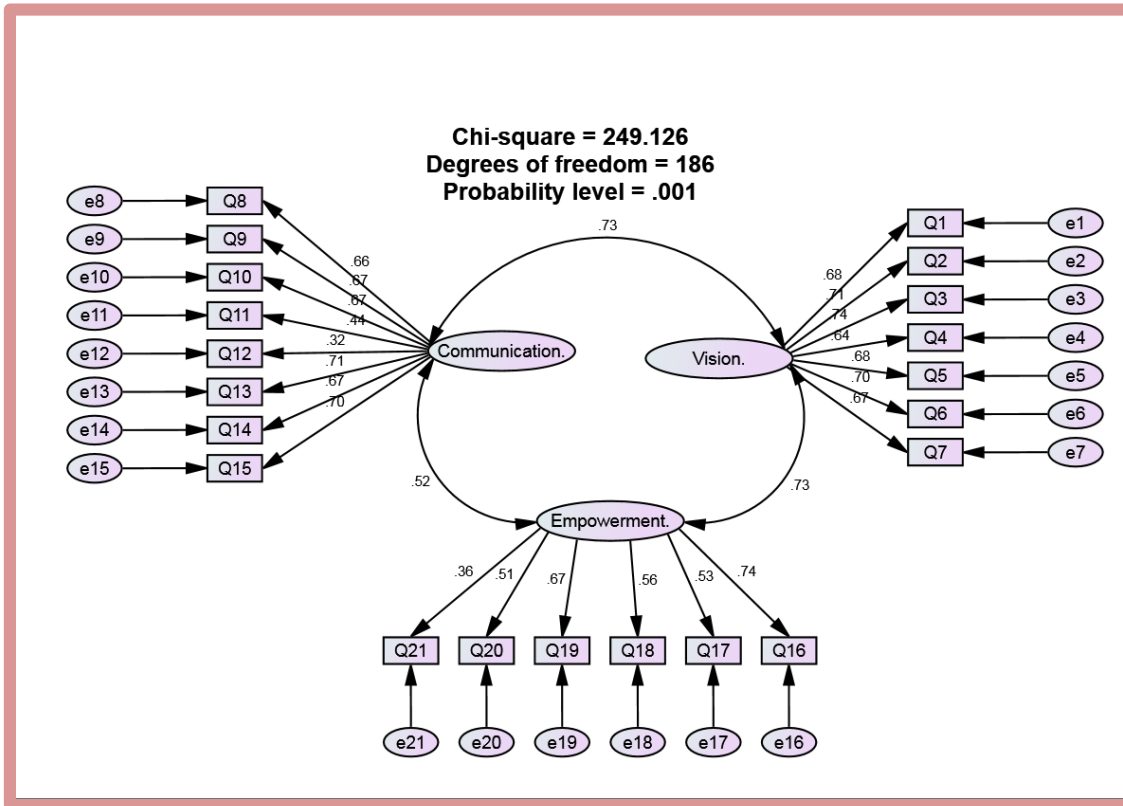 Chi-square = 249.126
Degrees of freedom = 186
Probability level = .001
e8 Q8
e9 Q9
e10 Q10
e11 Q11
e12 Q12
e13 Q13
e14 Q14
e15 Q15
.66
.67
.67
.44
.32
.71
.67
.70
Communication.
.73
Vision.
.68
.71
.74
.64
.68
.70
.67
Q1 e1
Q2 e2
Q3 e3
Q4 e4
Q5 e5
Q6 e6
Q7 e7
.52
.73
Empowerment.
.36 .51 .67 .56 .53 .74
Q21 Q20 Q19 Q18 Q17 Q16
e21 e20 e19 e18 e17 e16